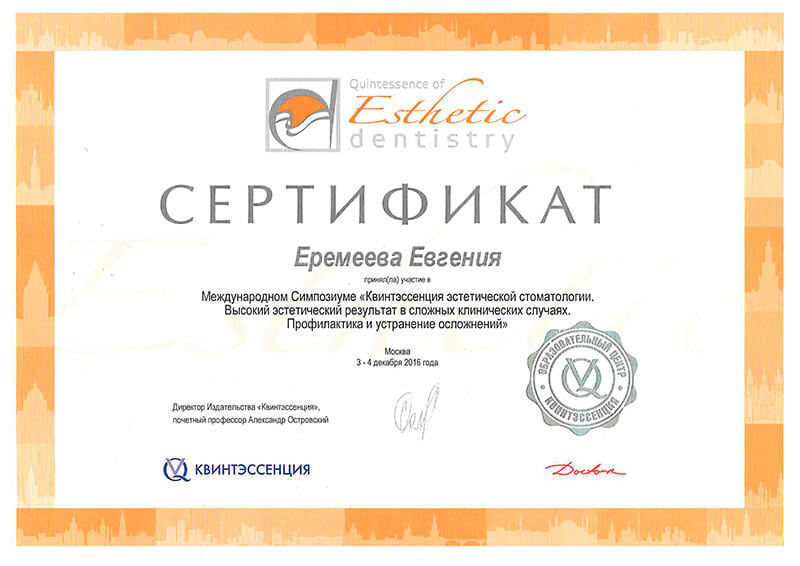 Quintessence of
Esthetic
dentistry
СЕРТИФИКАТ
Еремеева Евгения
принял(ла) участие в
Международном Симпозиуме «Квинтэссенция эстетической стоматологии.
Высокий эстетический результат в сложных клинических случаях.
Профилактика и устранение осложнений»
Москва
3 - 4 декабря 2016 года
ОБРАЗОВАТЕЛЬНЫЙ ЦЕНТР
КВИНТЭССЕНЦИЯ
Директор Издательства «Квинтэссенция»,
почетный профессор Александр Островский
КВИНТЭССЕНЦИЯ